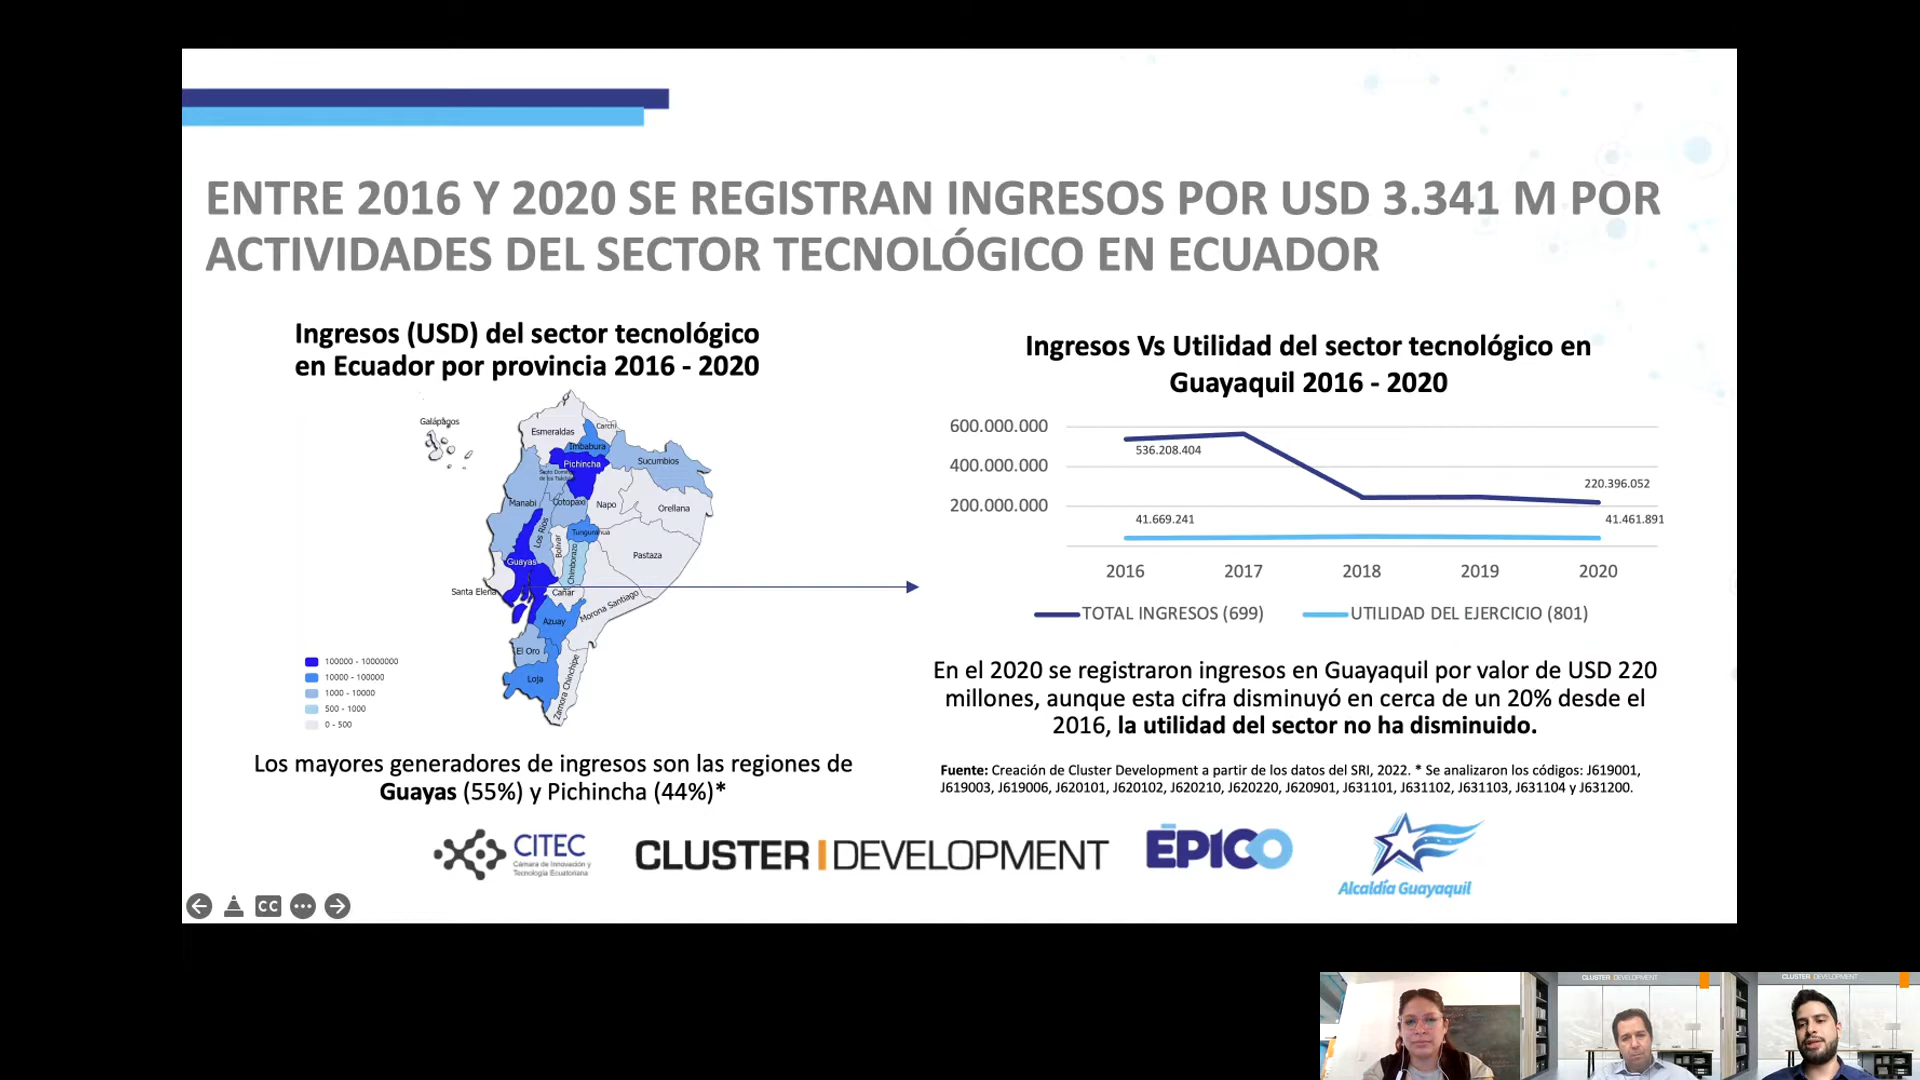 ENTRE 2016 Y 2020 SE REGISTRAN INGRESOS POR USD 3.341 M POR
ACTIVIDADES DEL SECTOR TECNOLÓGICO EN ECUADOR
Ingresos (USD) del sector tecnológico
en Ecuador por provincia 2016 - 2020
Galápagos
Esmeraldas
Carchi
Imbabura
Pichincha
Sucumbios
Manabi
Cotopaxi
Napo
Orellana
Los Rios
Tungurahua
Bolivar
Chimborazo
Pastaza
Guayas
Santa Elena
Cañar
Morona Santiago
Azuay
El Oro
Loja
Zamora Chinchipe
100000 - 10000000
10000 - 100000
1000 - 10000
500 - 1000
0 - 500
Los mayores generadores de ingresos son las regiones de
Guayas (55%) y Pichincha (44%)*
Ingresos Vs Utilidad del sector tecnológico en
Guayaquil 2016 - 2020
600.000.000
400.000.000
200.000.000
536.208.404
220.396.052
41.669.241
41.461.891
2016 2017 2018 2019 2020
TOTAL INGRESOS (699) UTILIDAD DEL EJERCICIO (801)
En el 2020 se registraron ingresos en Guayaquil por valor de USD 220
millones, aunque esta cifra disminuyó en cerca de un 20% desde el
2016, la utilidad del sector no ha disminuido.
Fuente: Creación de Cluster Development a partir de los datos del SRI, 2022. * Se analizaron los códigos: J619001,
J619003, J619006, J620101, J620102, J620210, J620220, J620901, J631101, J631102, J631103, J631104 y J631200.
CITEC
Cámara de Innovación y
Tecnología Ecuatoriana
CLUSTER DEVELOPMENT
ÉPICO
Alcaldía Guayaquil
CC
CLUSTER DEVELOPMENT
CLUSTER DEVELOPMENT